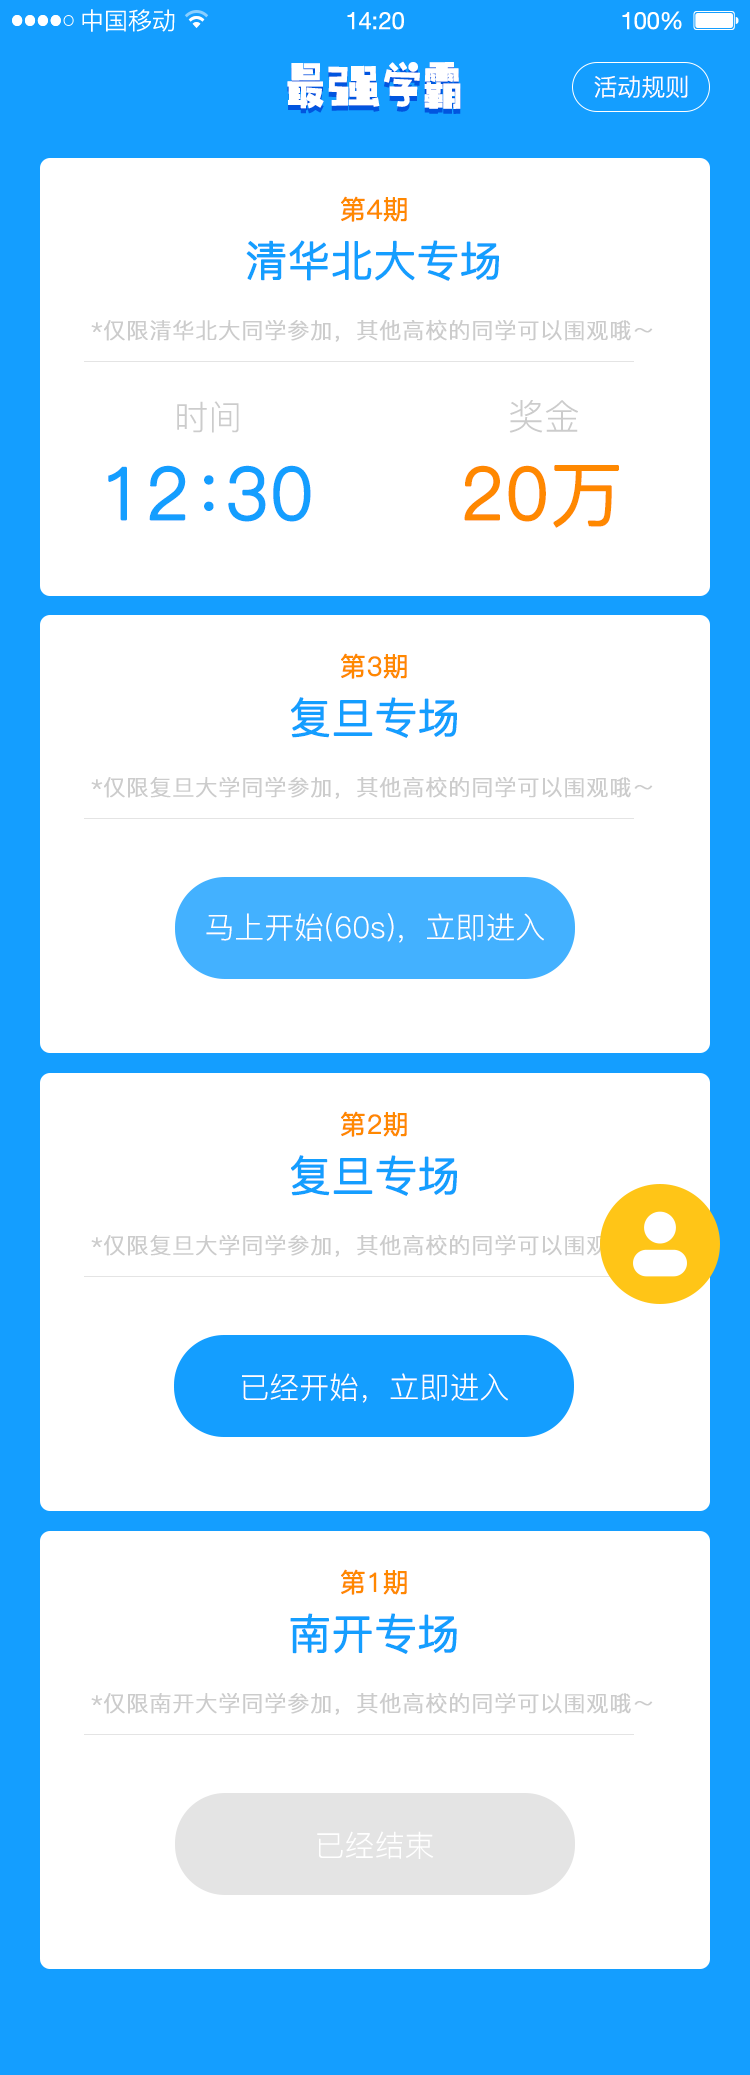 中国移动 14:20 100%
最强学霸 活动规则
第4期
清华北大专场
*仅限清华北大同学参加，其他高校的同学可以围观哦～
时间 奖金
12:30 20万
第3期
复旦专场
*仅限复旦大学同学参加，其他高校的同学可以围观哦～
马上开始(60s)，立即进入
第2期
复旦专场
*仅限复旦大学同学参加，其他高校的同学可以围观
已经开始，立即进入
第1期
南开专场
*仅限南开大学同学参加，其他高校的同学可以围观哦～
已经结束